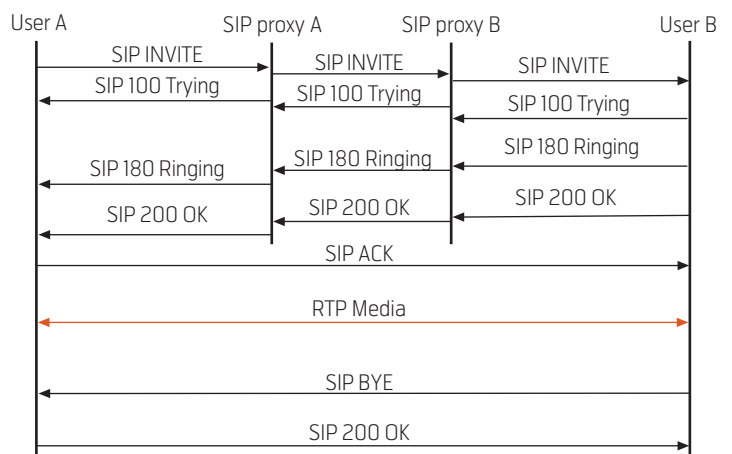 User A
SIP proxy A
SIP proxy B
User B
SIP INVITE
SIP INVITE
SIP INVITE
SIP 100 Trying
SIP 100 Trying
SIP 100 Trying
SIP 180 Ringing
SIP 180 Ringing
SIP 180 Ringing
SIP 200 OK
SIP 200 OK
SIP 200 OK
SIP ACK
RTP Media
SIP BYE
SIP 200 OK